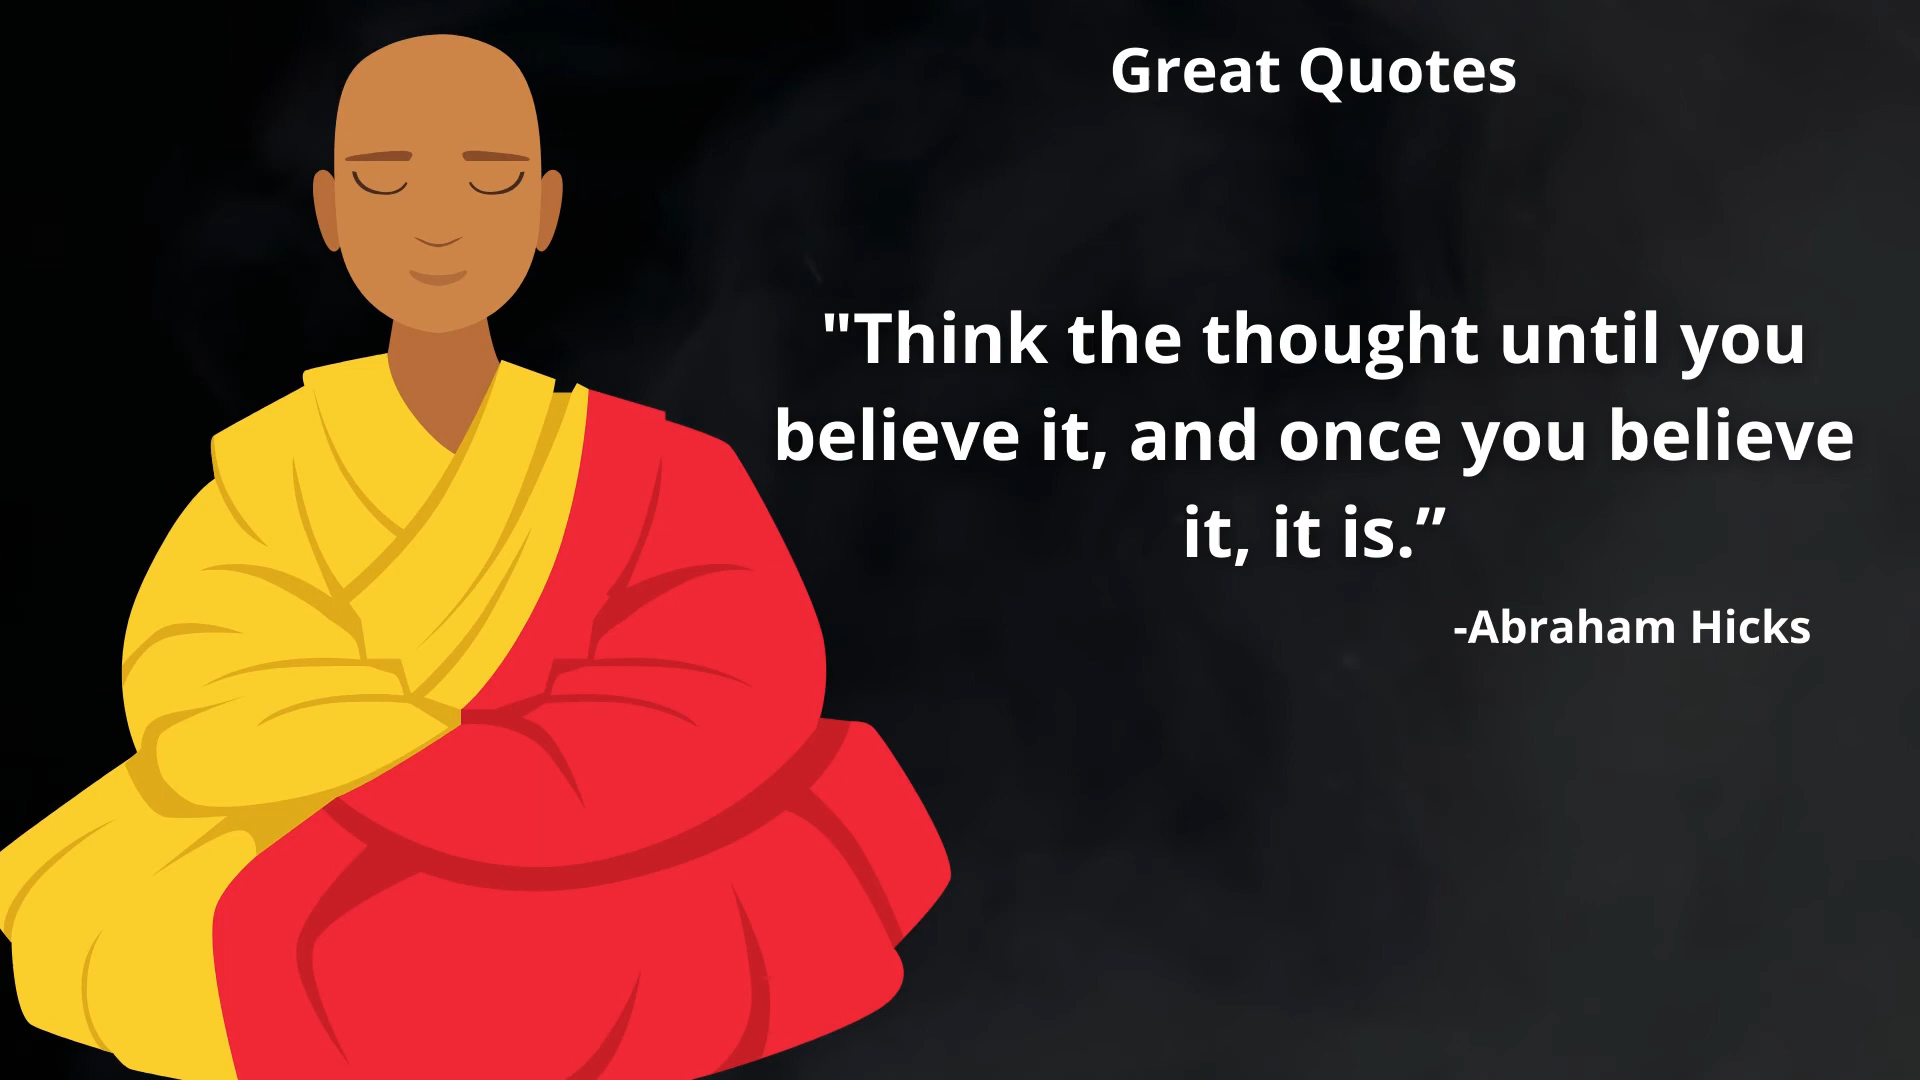 Great Quotes
"Think the thought until you
believe it, and once you believe
it, it is.”
-Abraham Hicks